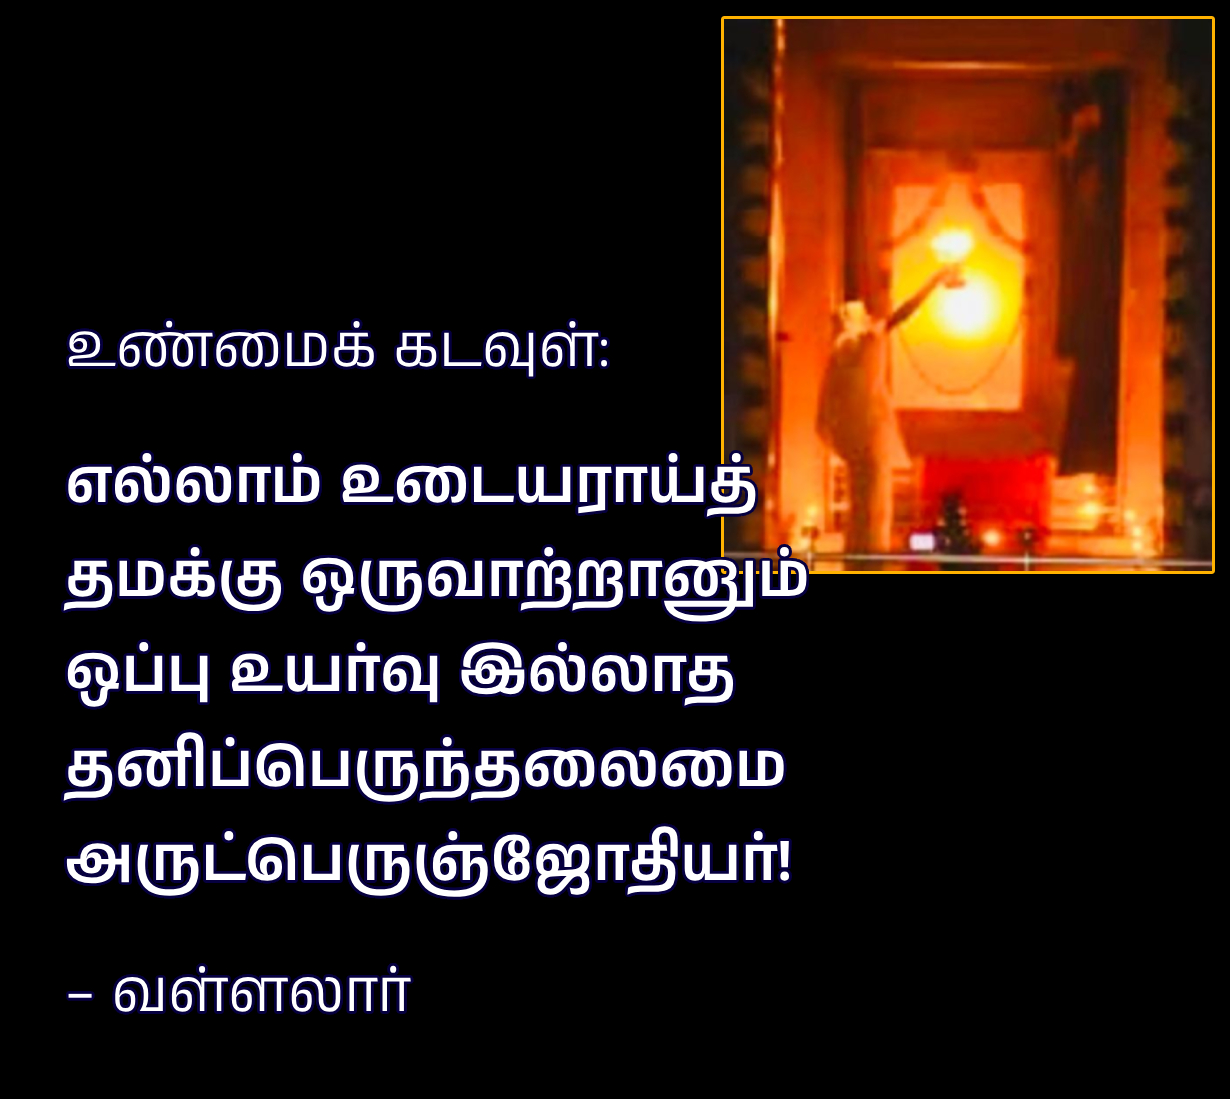 உண்மைக் கடவுள்:
எல்லாம் உடையராய்த்
தமக்கு ஒருவாற்றானும்
ஒப்பு உயர்வு இல்லாத
தனிப்பெருந்தலைமை
அருட்பெருஞ்ஜோதியர்!
– வள்ளலார்